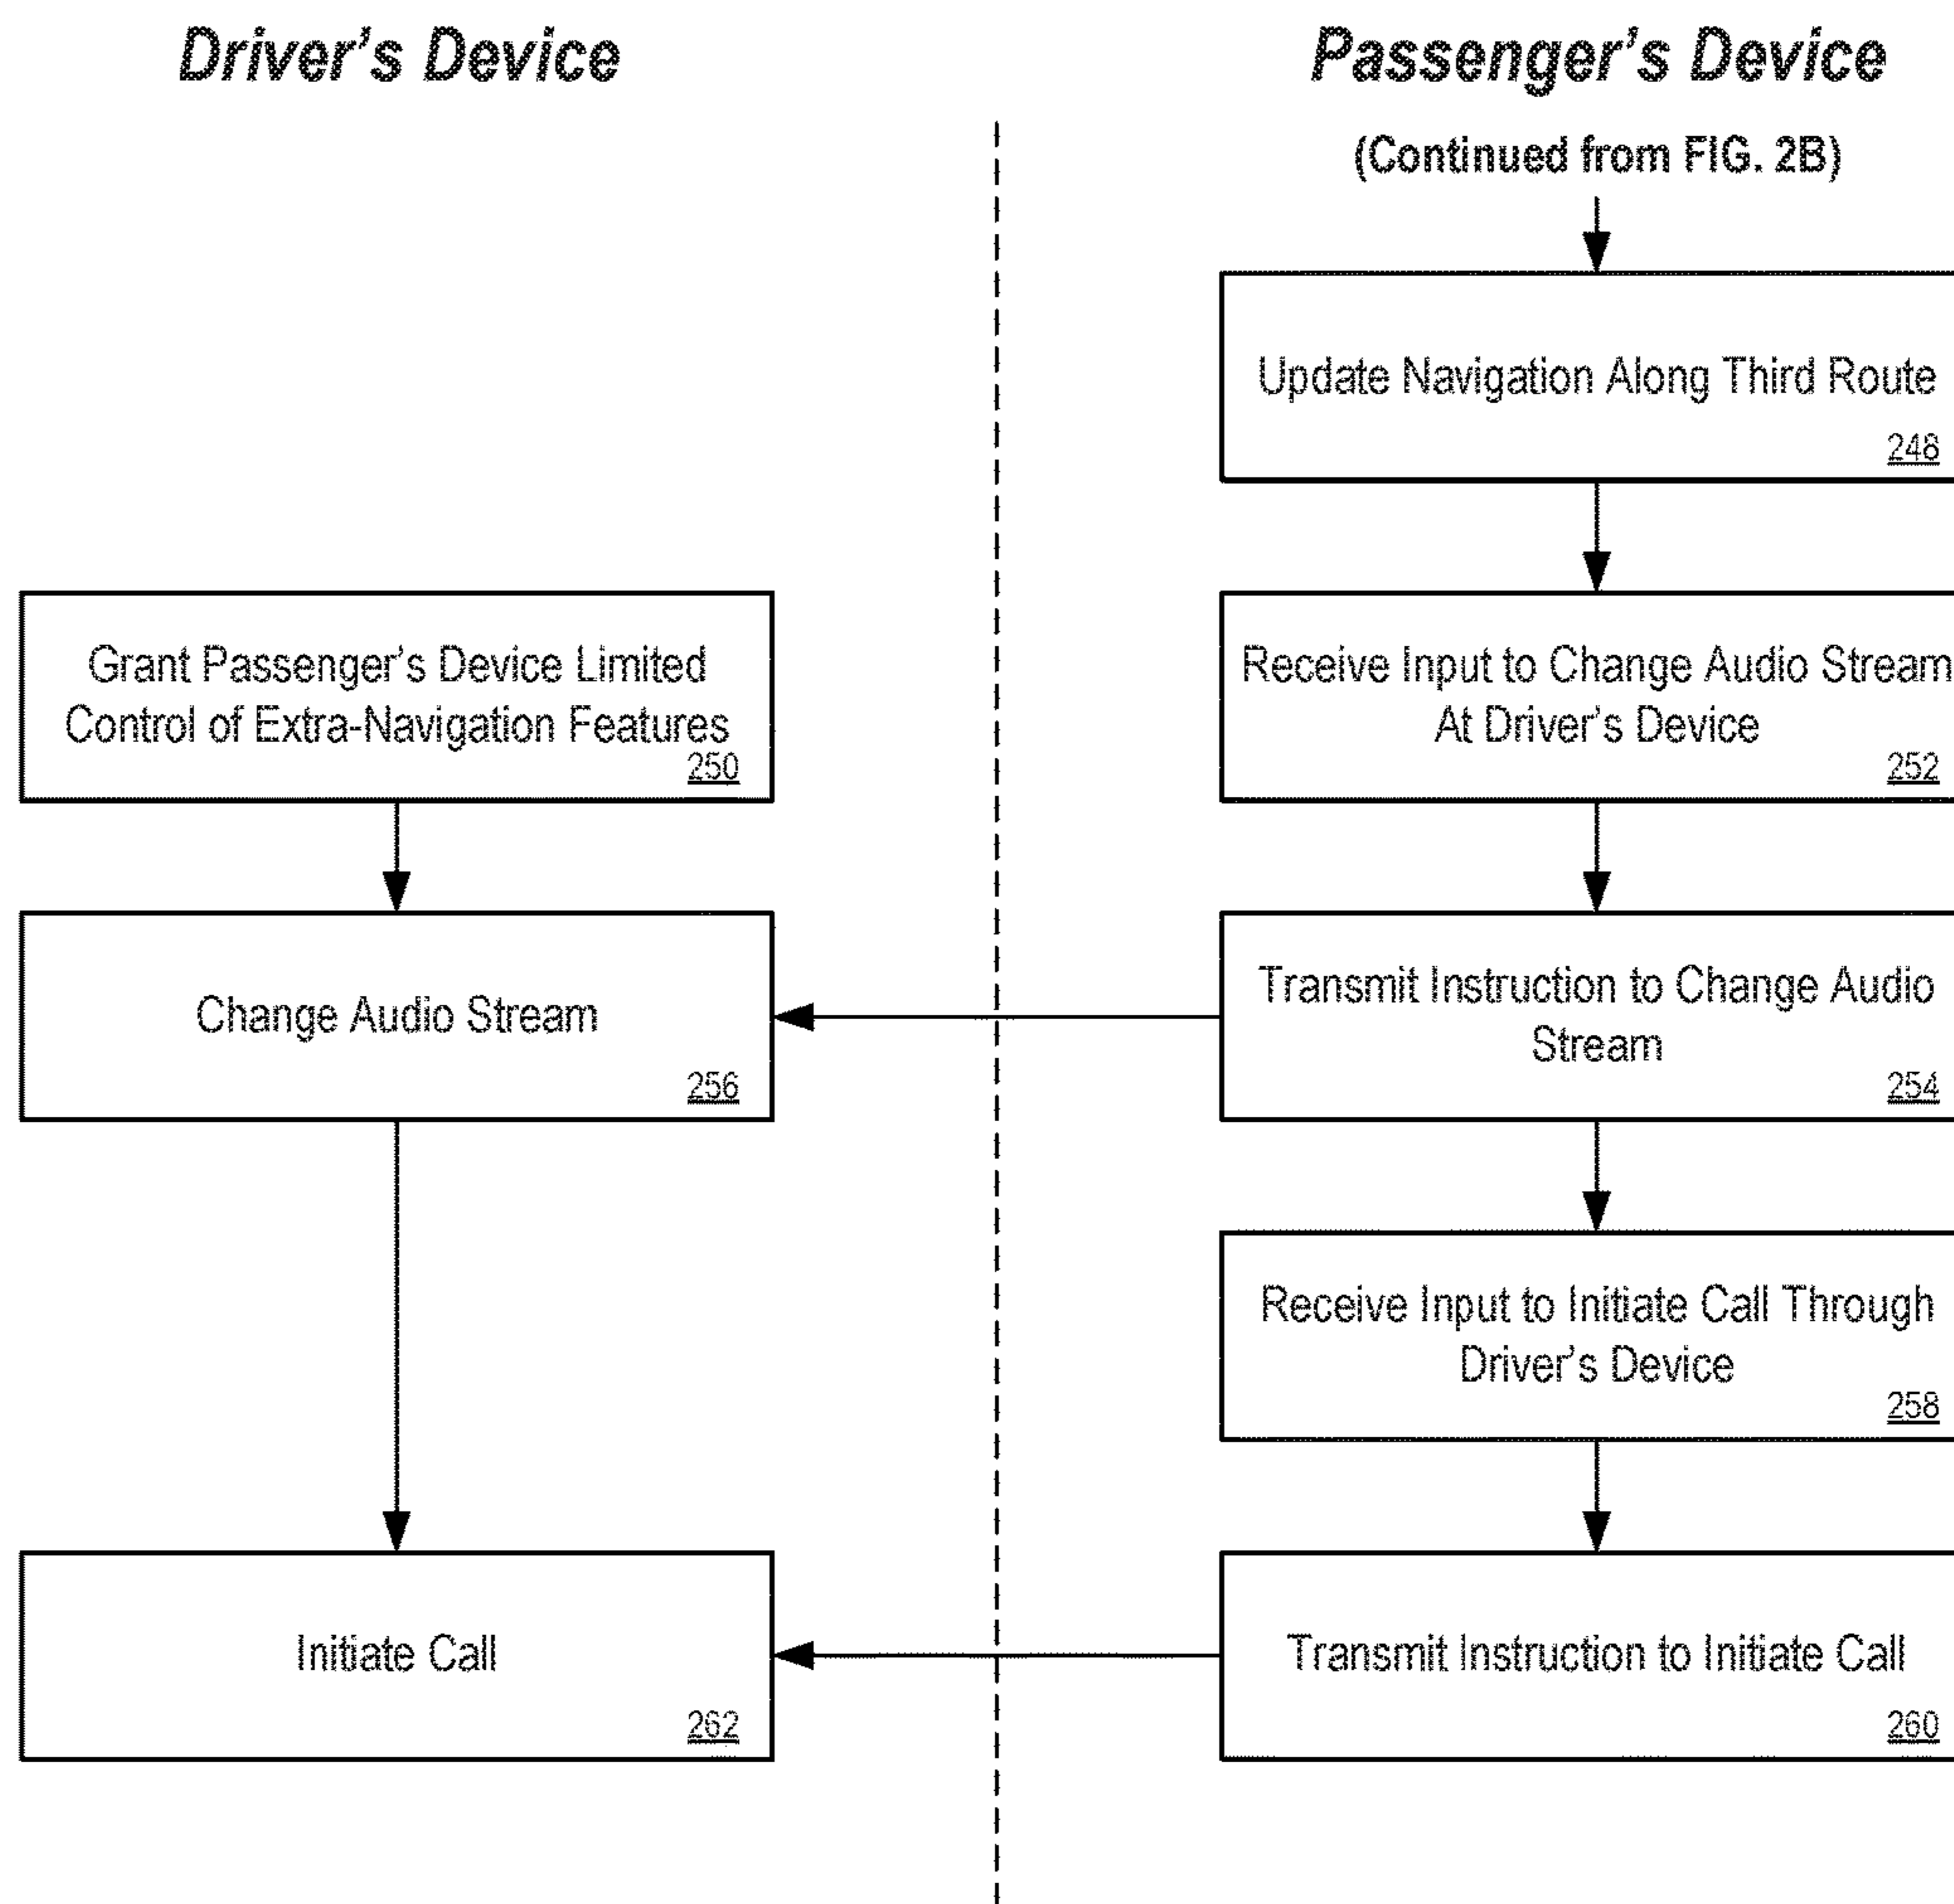 Driver's Device
Passenger's Device
(Continued from FIG. 2B)
Update Navigation Along Third Route
248
Grant Passenger's Device Limited
Control of Extra-Navigation Features
250
Receive Input to Change Audio Stream
At Driver's Device
252
Change Audio Stream
256
Transmit Instruction to Change Audio
Stream
254
Receive Input to Initiate Call Through
Driver's Device
258
Initiate Call
262
Transmit Instruction to Initiate Call
260